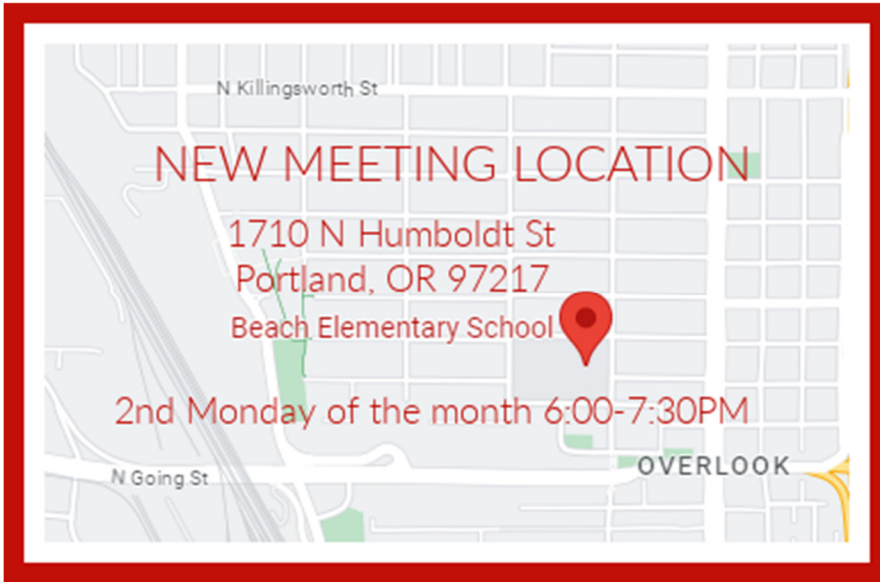 N Killingsworth St
NEW MEETING LOCATION
1710 N Humboldt St
Portland, OR 97217
Beach Elementary School
2nd Monday of the month 6:00-7:30PM
OVERLOOK
N Going St